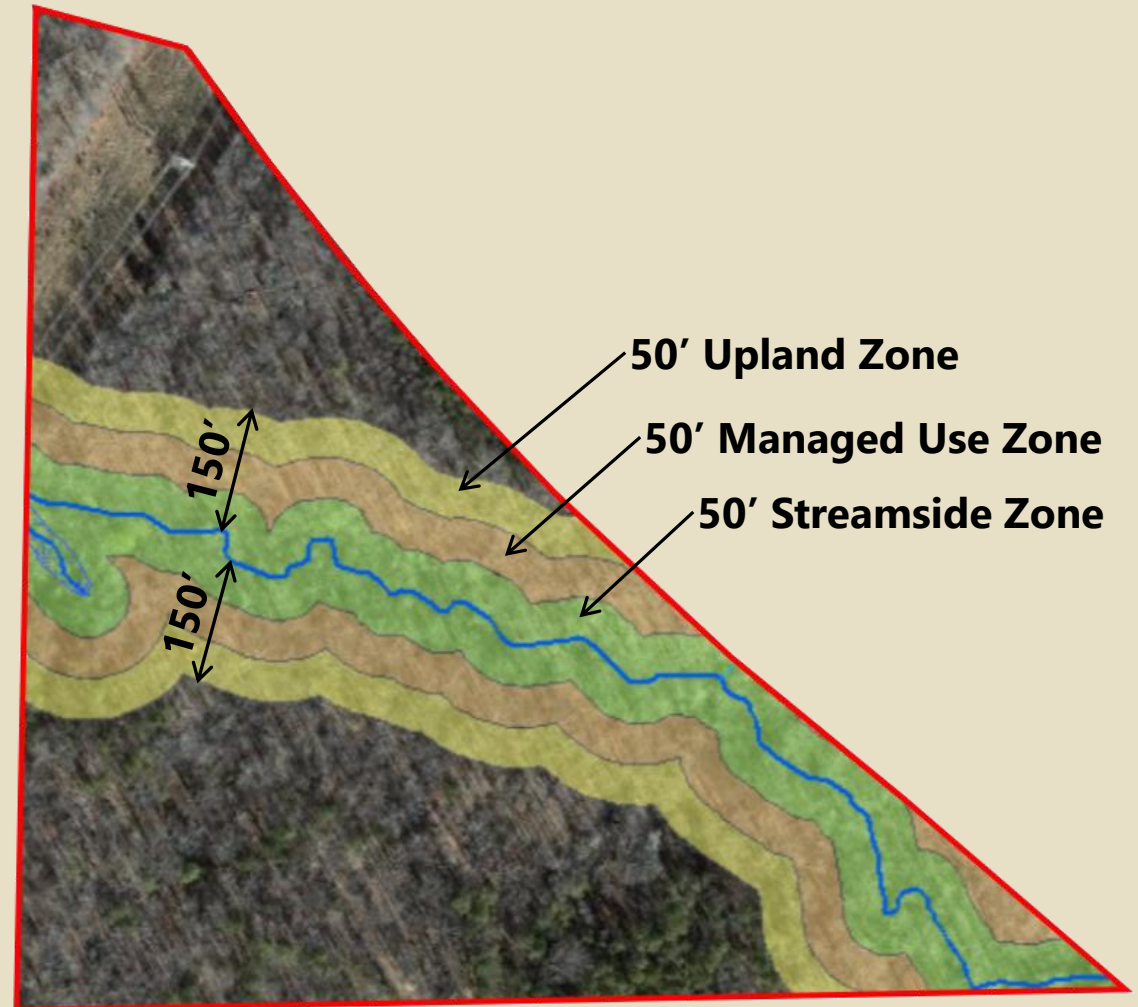 50’ Upland Zone
50’ Managed Use Zone
150’
50’ Streamside Zone
150’